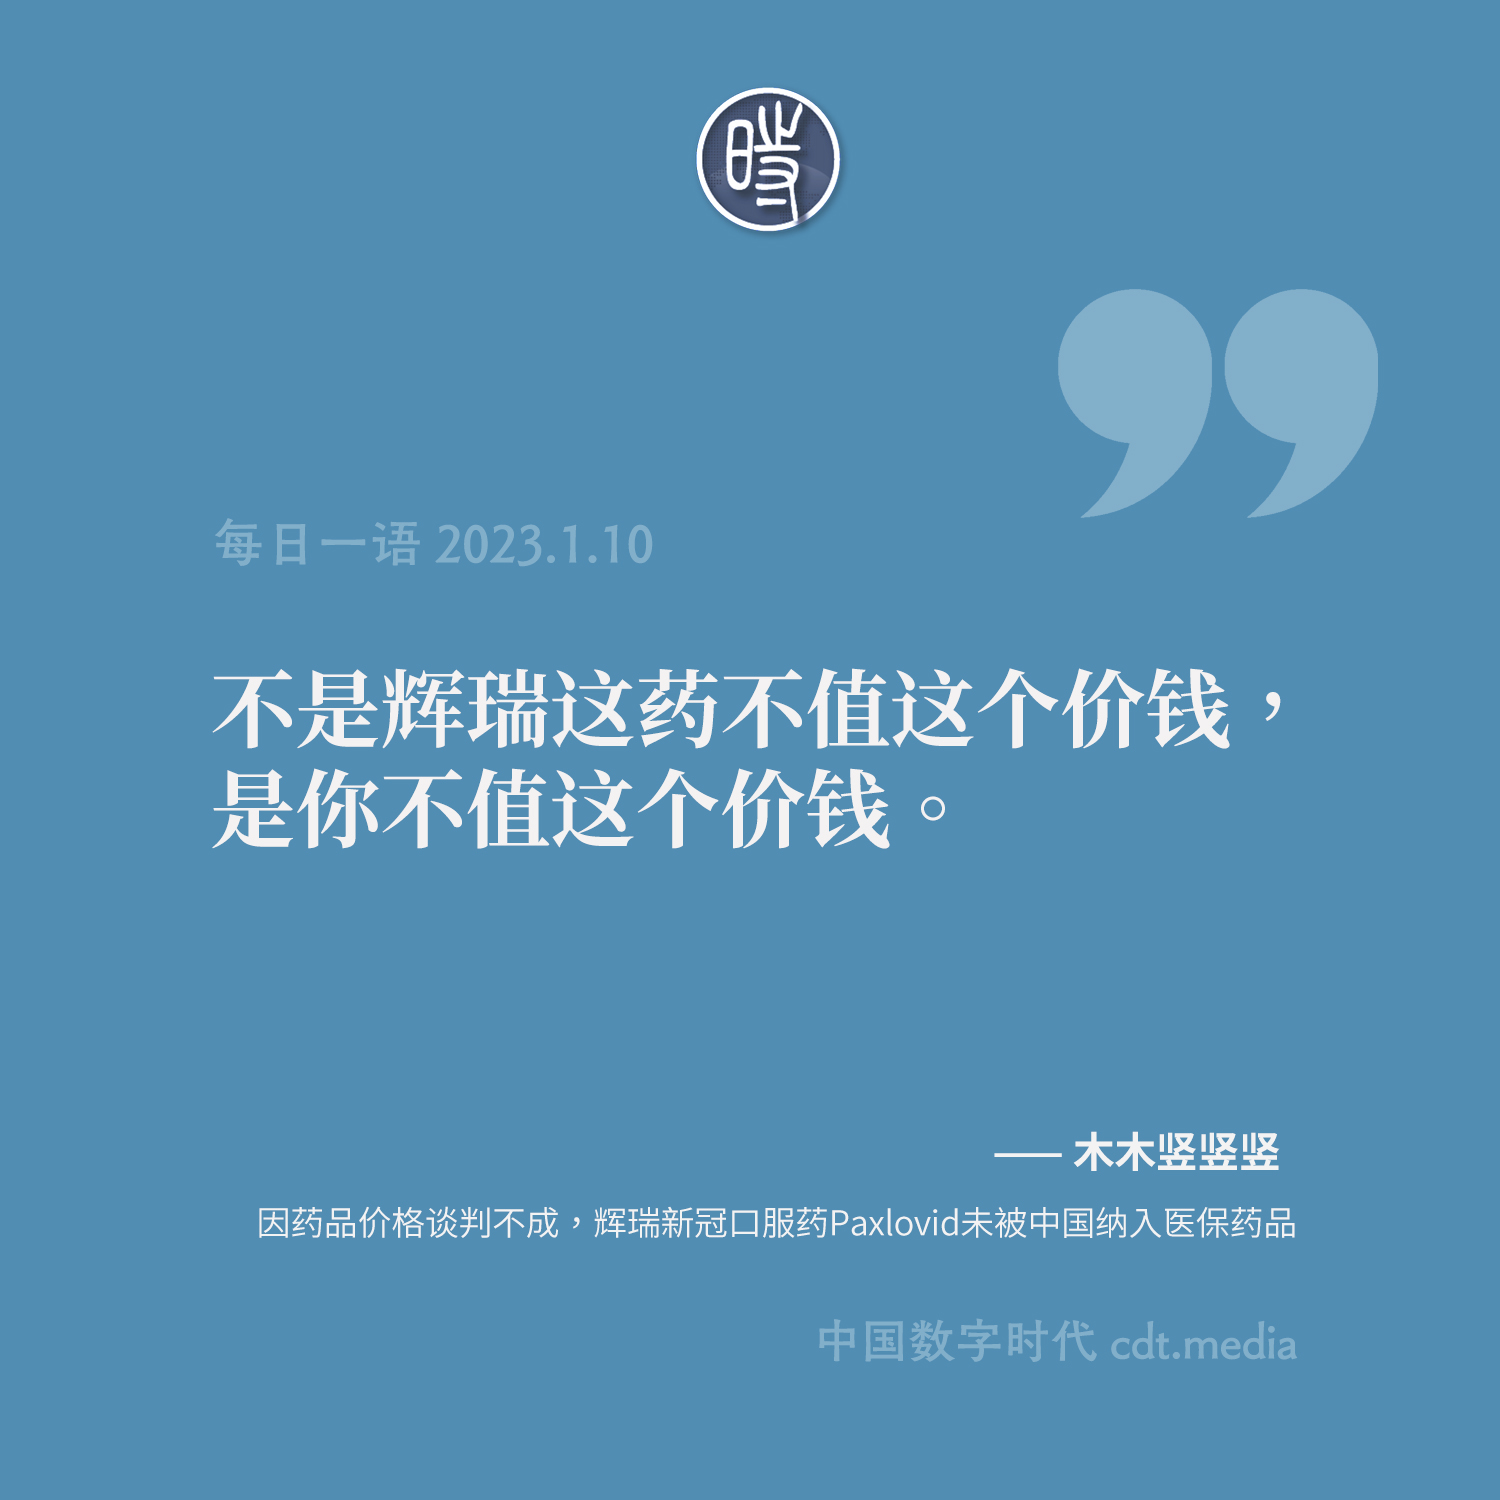 時
每日一语 2023.1.10
不是辉瑞这药不值这个价钱，
是你不值这个价钱。
—— 木木竖竖竖
因药品价格谈判不成，辉瑞新冠口服药Paxlovid未被中国纳入医保药品
中国数字时代 cdt.media